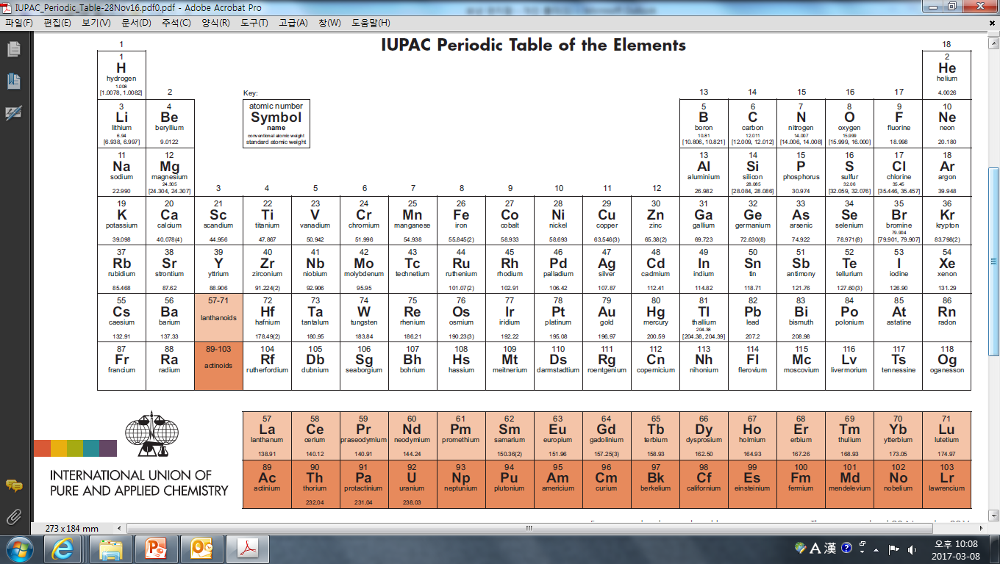 IUPAC_Periodic_Table-28Nov16.pdf0.pdf - Adobe Acrobat Pro
파일(F) 편집(E) 보기(V) 문서(D) 주석(C) 양식(R) 도구(T) 고급(A) 창(W) 도움말(H)
IUPAC Periodic Table of the Elements
1 18
1 2
H He
hydrogen helium
1.008
[1.0078, 1.0082] 2 Key: 13 14 15 16 17 4.0026
3 4 atomic number 5 6 7 8 9 10
Li Be Symbol B C N O F Ne
lithium beryllium name boron carbon nitrogen oxygen fluorine neon
6.94 conventional atomic weight 10.81 12.011 14.007 15.999
[6.938, 6.997] 9.0122 standard atomic weight [10.806, 10.821] [12.009, 12.012] [14.006, 14.008] [15.999, 16.000] 18.998 20.180
11 12 13 14 15 16 17 18
Na Mg Al Si P S Cl Ar
sodium magnesium aluminium silicon phosphorus sulfur chlorine argon
24.305 28.085 32.06 35.45
22.990 [24.304, 24.307] 3 4 5 6 7 8 9 10 11 12 26.982 [28.084, 28.086] 30.974 [32.059, 32.076] [35.446, 35.457] 39.948
19 20 21 22 23 24 25 26 27 28 29 30 31 32 33 34 35 36
K Ca Sc Ti V Cr Mn Fe Co Ni Cu Zn Ga Ge As Se Br Kr
potassium calcium scandium titanium vanadium chromium manganese iron cobalt nickel copper zinc gallium germanium arsenic selenium bromine krypton
79.904
39.098 40.078(4) 44.956 47.867 50.942 51.996 54.938 55.845(2) 58.933 58.693 63.546(3) 65.38(2) 69.723 72.630(8) 74.922 78.971(8) [79.901, 79.907] 83.798(2)
37 38 39 40 41 42 43 44 45 46 47 48 49 50 51 52 53 54
Rb Sr Y Zr Nb Mo Tc Ru Rh Pd Ag Cd In Sn Sb Te I Xe
rubidium strontium yttrium zirconium niobium molybdenum technetium ruthenium rhodium palladium silver cadmium indium tin antimony tellurium iodine xenon
85.468 87.62 88.906 91.224(2) 92.906 95.95 101.07(2) 102.91 106.42 107.87 112.41 114.82 118.71 121.76 127.60(3) 126.90 131.29
55 56 57-71 72 73 74 75 76 77 78 79 80 81 82 83 84 85 86
Cs Ba Hf Ta W Re Os Ir Pt Au Hg Tl Pb Bi Po At Rn
caesium barium lanthanoids hafnium tantalum tungsten rhenium osmium iridium platinum gold mercury thallium lead bismuth polonium astatine radon
204.38
132.91 137.33 178.49(2) 180.95 183.84 186.21 190.23(3) 192.22 195.08 196.97 200.59 [204.38, 204.39] 207.2 208.98
87 88 89-103 104 105 106 107 108 109 110 111 112 113 114 115 116 117 118
Fr Ra Rf Db Sg Bh Hs Mt Ds Rg Cn Nh Fl Mc Lv Ts Og
francium radium actinoids rutherfordium dubnium seaborgium bohrium hassium meitnerium darmstadtium roentgenium copernicium nihonium flerovium moscovium livermorium tennessine oganesson
57 58 59 60 61 62 63 64 65 66 67 68 69 70 71
La Ce Pr Nd Pm Sm Eu Gd Tb Dy Ho Er Tm Yb Lu
lanthanum cerium praseodymium neodymium promethium samarium europium gadolinium terbium dysprosium holmium erbium thulium ytterbium lutetium
138.91 140.12 140.91 144.24 150.36(2) 151.96 157.25(3) 158.93 162.50 164.93 167.26 168.93 173.05 174.97
89 90 91 92 93 94 95 96 97 98 99 100 101 102 103
Ac Th Pa U Np Pu Am Cm Bk Cf Es Fm Md No Lr
actinium thorium protactinium uranium neptunium plutonium americium curium berkelium californium einsteinium fermium mendelevium nobelium lawrencium
232.04 231.04 238.03
INTERNATIONAL UNION OF
PURE AND APPLIED CHEMISTRY
273 x 184 mm
A 漢
오후 10:08
2017-03-08